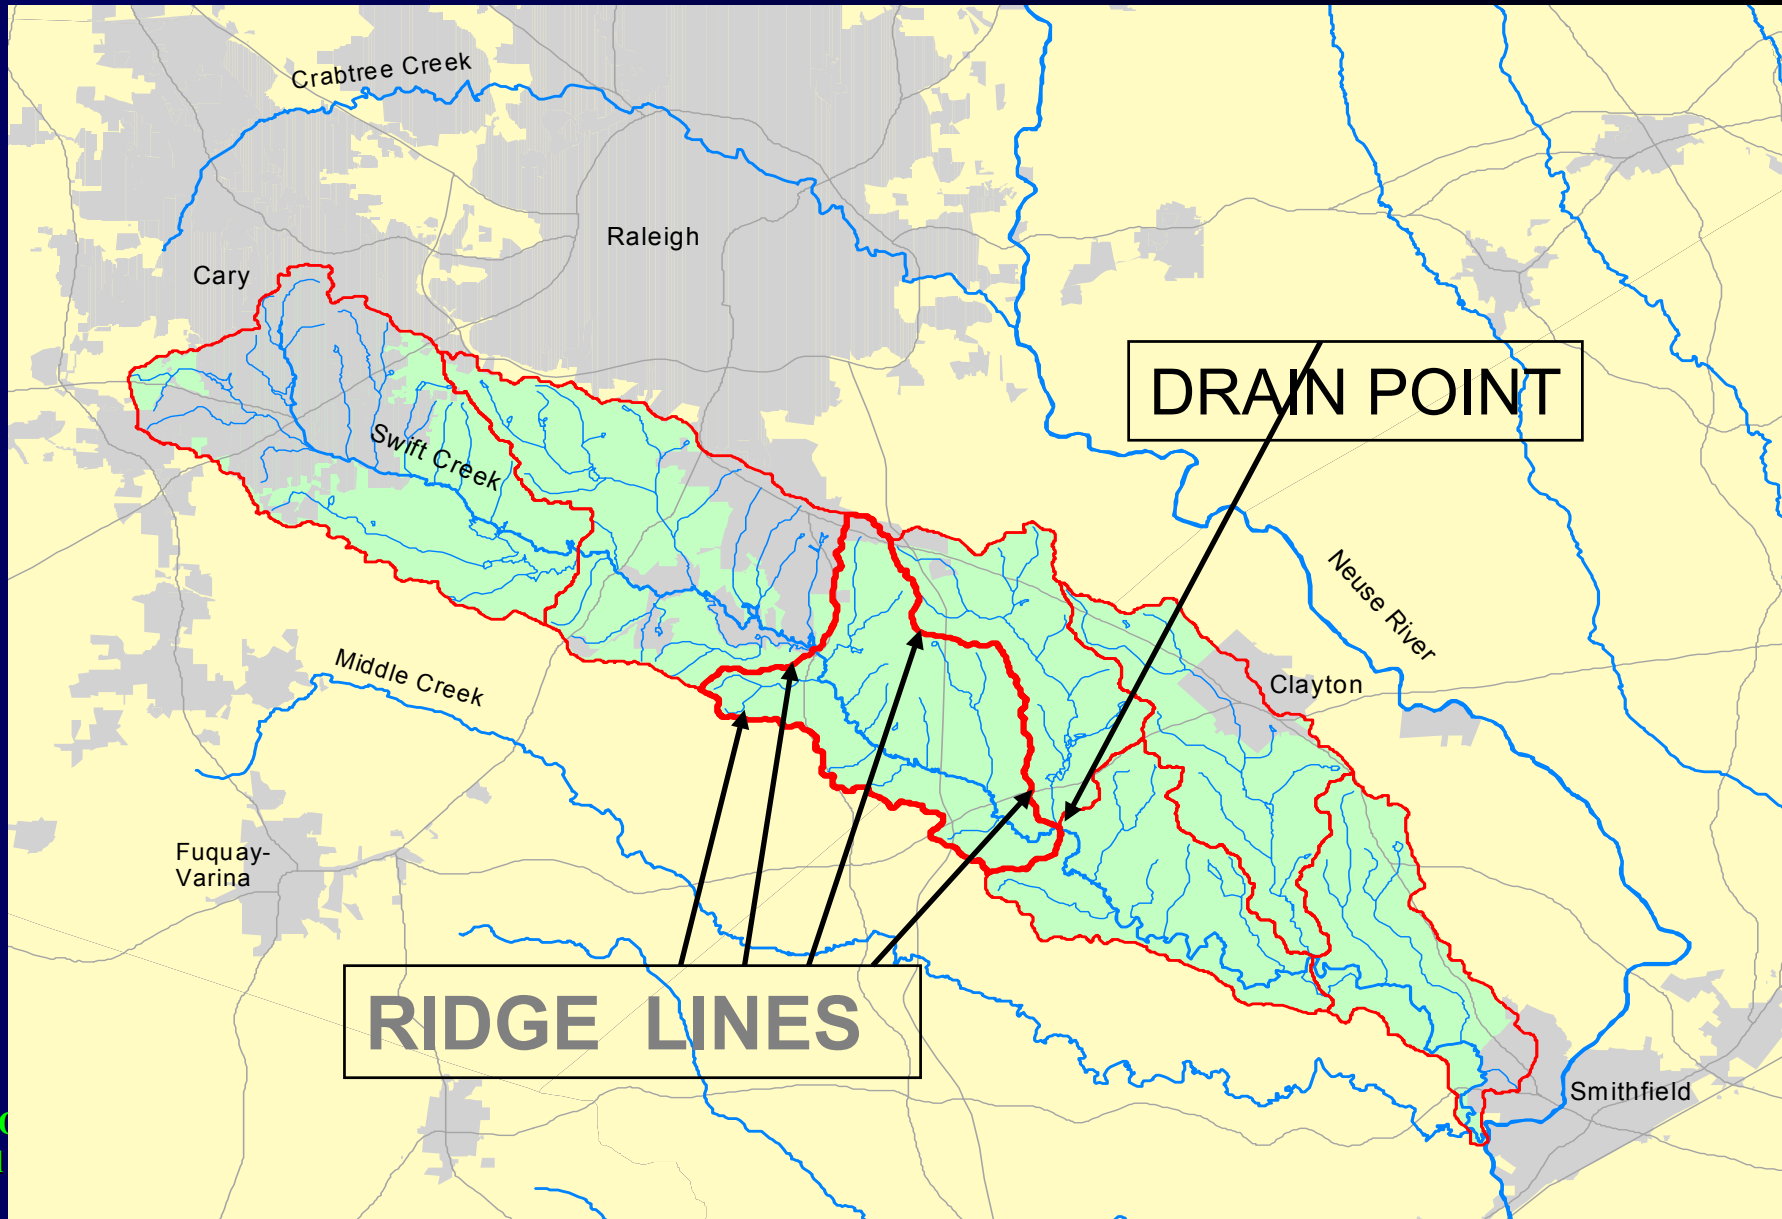 Crabtree Creek
Raleigh
Cary
DRAIN POINT
Swift Creek
Neuse River
Middle Creek
Clayton
Fuquay-
Varina
RIDGE LINES
Smithfield